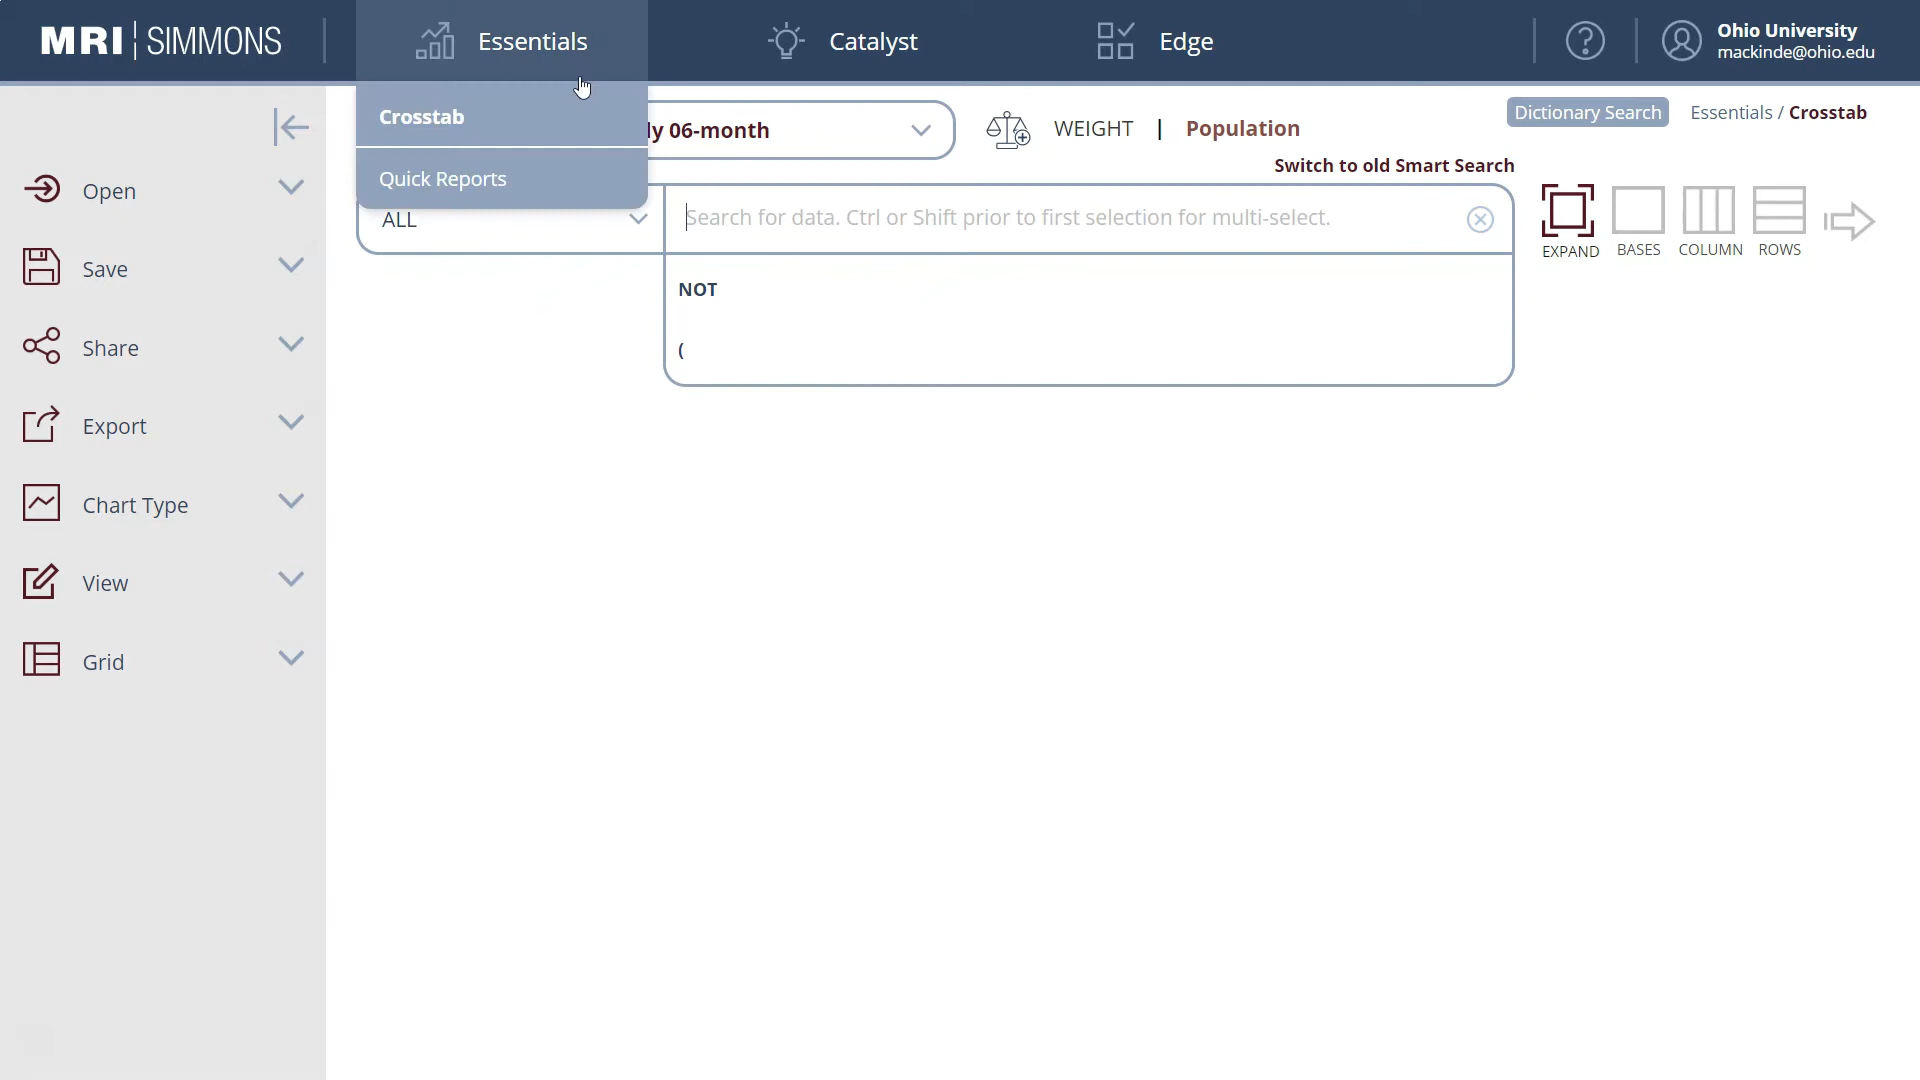 MRI SIMMONS
Essentials
Catalyst
Edge
Ohio University
mackinde@ohio.edu
Crosstab
Quick Reports
ly 06-month
WEIGHT | Population
Dictionary Search
Essentials / Crosstab
Switch to old Smart Search
ALL
Search for data. Ctrl or Shift prior to first selection for multi-select.
EXPAND
BASES
COLUMN
ROWS
NOT
(
Open
Save
Share
Export
Chart Type
View
Grid